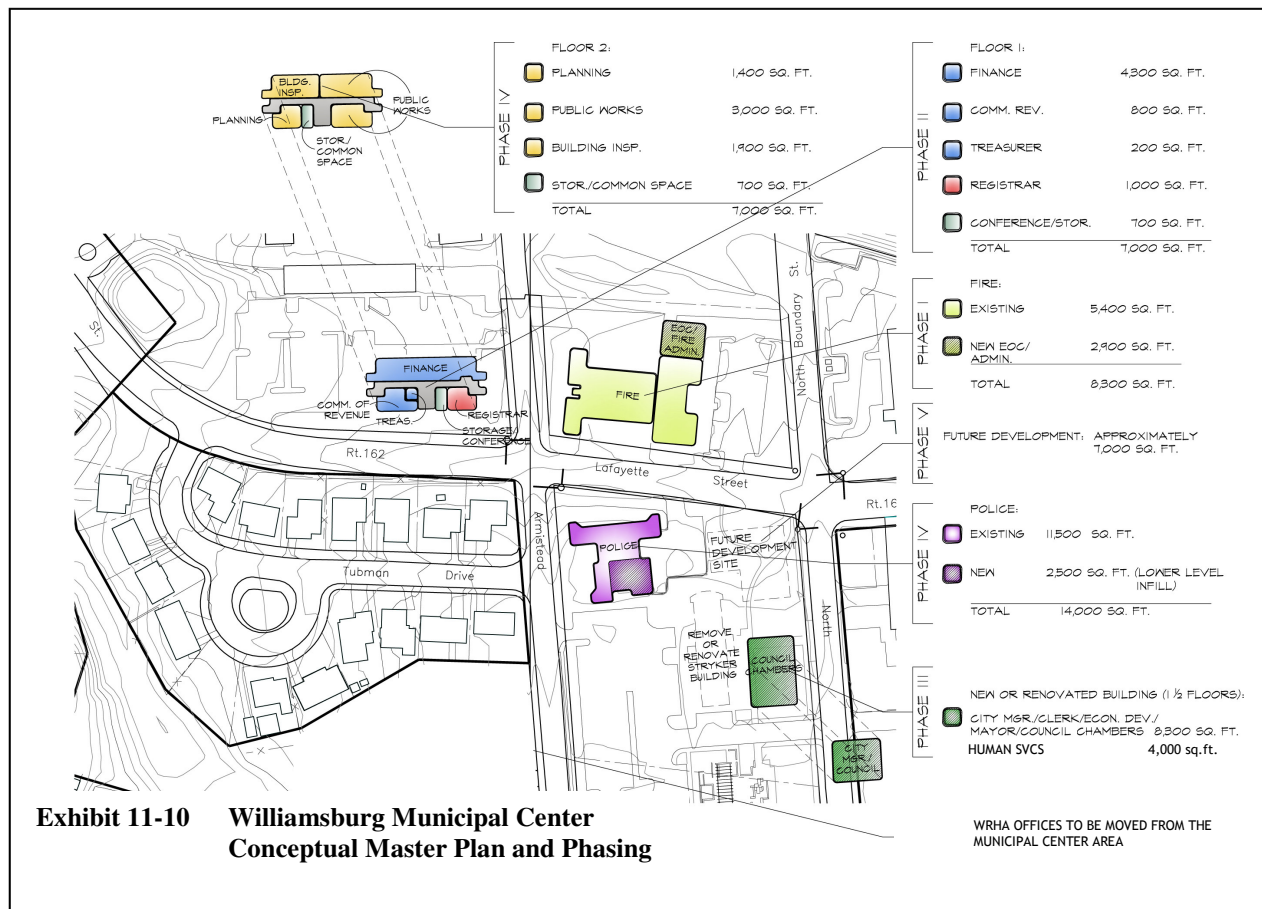 FLOOR 2:
PHASE IV
PLANNING 1,400 SQ. FT.
PUBLIC WORKS 3,000 SQ. FT.
BUILDING INSP. 1,900 SQ. FT.
STOR./COMMON SPACE 700 SQ. FT.
TOTAL 7,000 SQ. FT.
FLOOR 1:
PHASE II
FINANCE 4,300 SQ. FT.
COMM. REV. 800 SQ. FT.
TREASURER 200 SQ. FT.
REGISTRAR 1,000 SQ. FT.
CONFERENCE/STOR. 700 SQ. FT.
TOTAL 7,000 SQ. FT.
FIRE:
PHASE I
EXISTING 5,400 SQ. FT.
NEW EOC/ 2,900 SQ. FT.
ADMIN.
TOTAL 8,300 SQ. FT.
PHASE V
FUTURE DEVELOPMENT: APPROXIMATELY
7,000 SQ. FT.
POLICE:
PHASE IV
EXISTING 11,500 SQ. FT.
NEW 2,500 SQ. FT. (LOWER LEVEL
INFILL)
TOTAL 14,000 SQ. FT.
PHASE III
NEW OR RENOVATED BUILDING (1 ½ FLOORS):
CITY MGR./CLERK/ECON. DEV./
MAYOR/COUNCIL CHAMBERS 8,300 SQ. FT.
HUMAN SVCS 4,000 sq.ft.
WRHA OFFICES TO BE MOVED FROM THE
MUNICIPAL CENTER AREA
BLDG.
INSP.
PUBLIC
WORKS
PLANNING
STOR./
COMMON
SPACE
St.
FINANCE
COMM. OF
REVENUE
TREAS.
REGISTRAR
STORAGE/
CONFERENCE
Rt.162
EOC/
FIRE
ADMIN.
FIRE
North Boundary St.
Lafayette Street
Rt.16
Armistead
Tubman Drive
POLICE
FUTURE
DEVELOPMENT
SITE
North
REMOVE
OR
RENOVATE
STRYKER
BUILDING
COUNCIL
CHAMBERS
CITY
MGR./
COUNCIL
Exhibit 11-10 Williamsburg Municipal Center
Conceptual Master Plan and Phasing